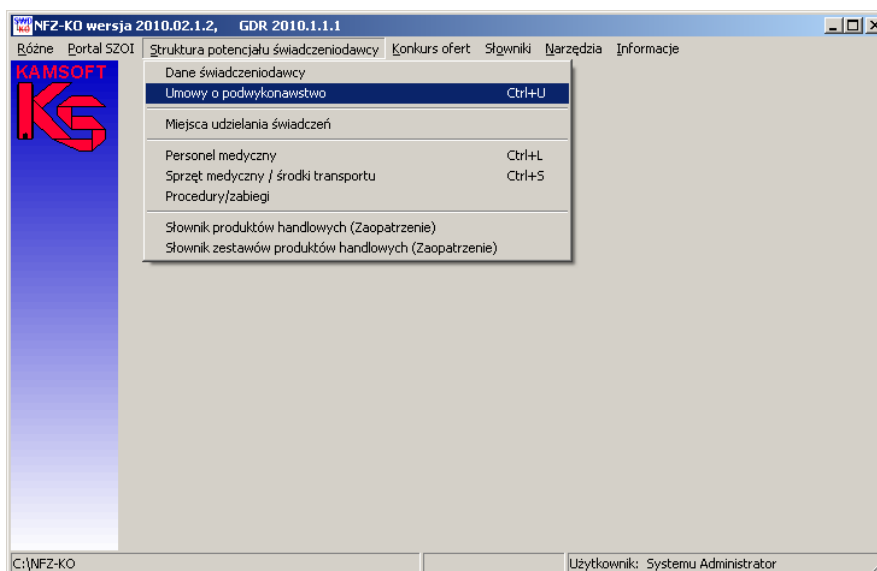 NFZ-KO wersja 2010.02.1.2, GDR 2010.1.1.1
Różne Portal SZOI Struktura potencjału świadczeniodawcy Konkurs ofert Słowniki Narzędzia Informacje
KAMSOFT
KS
Dane świadczeniodawcy
Umowy o podwykonawstwo Ctrl+U
Miejsca udzielania świadczeń
Personel medyczny Ctrl+L
Sprzęt medyczny / środki transportu Ctrl+S
Procedury/zabiegi
Słownik produktów handlowych (Zaopatrzenie)
Słownik zestawów produktów handlowych (Zaopatrzenie)
C:\NFZ-KO Użytkownik: Systemu Administrator